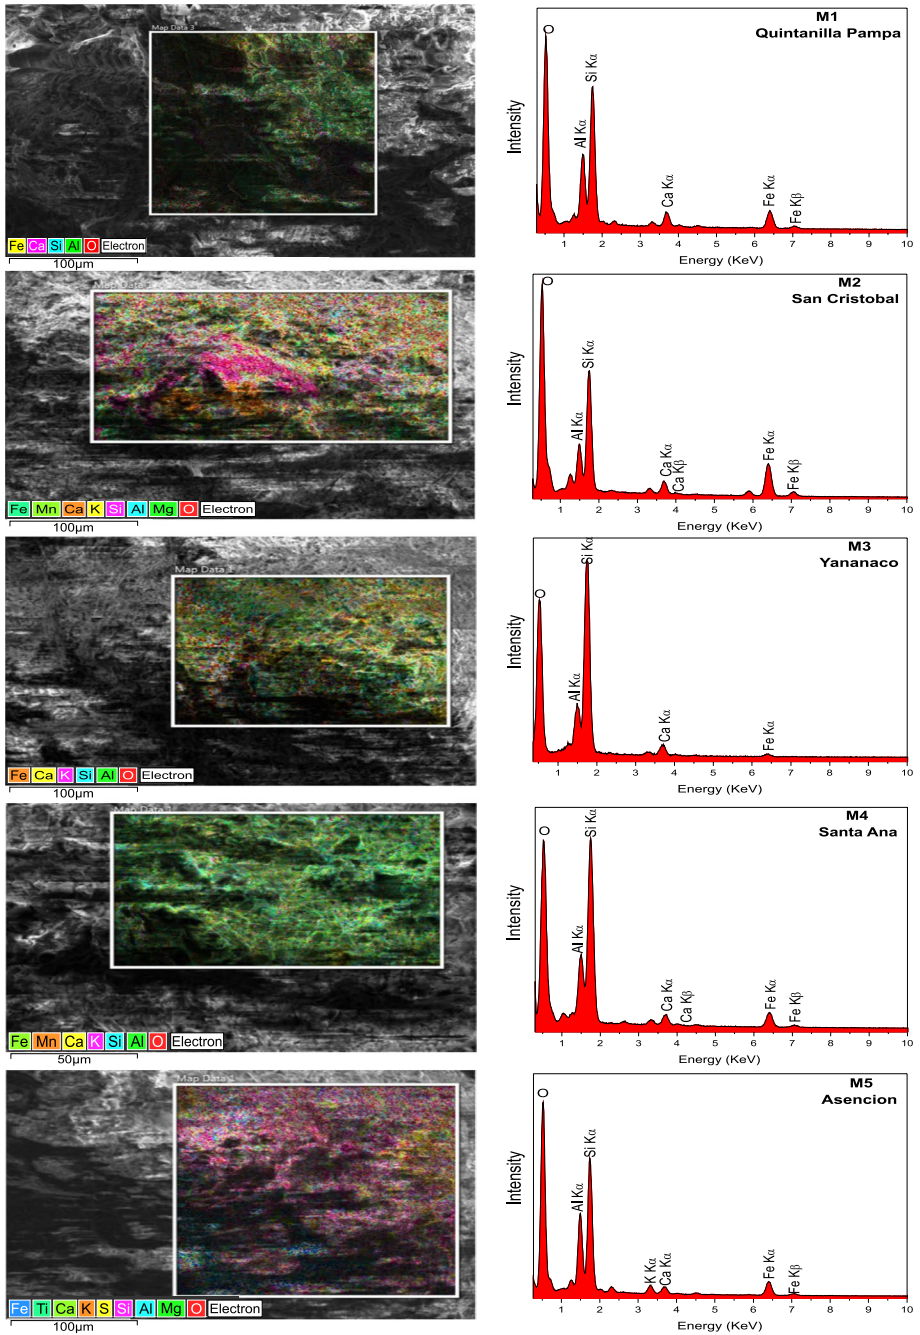 Map Data 3
Fe Ca Si Al O Electron
100µm
M1
Quintanilla Pampa
O
Al Kα
Si Kα
Ca Kα
Fe Kα
Fe Kβ
Intensity
1 2 3 4 5 6 7 8 9 10
Energy (KeV)
Fe Mn Ca K Si Al Mg O Electron
100µm
M2
San Cristobal
O
Al Kα
Si Kα
Ca Kα
Ca Kβ
Fe Kα
Fe Kβ
Intensity
1 2 3 4 5 6 7 8 9 10
Energy (KeV)
Map Data 1
Fe Ca K Si Al O Electron
100µm
M3
Yananaco
O
Al Kα
Si Kα
Ca Kα
Fe Kα
Intensity
1 2 3 4 5 6 7 8 9 10
Energy (KeV)
Fe Mn Ca K Si Al O Electron
50µm
M4
Santa Ana
O
Al Kα
Si Kα
Ca Kα
Ca Kβ
Fe Kα
Fe Kβ
Intensity
1 2 3 4 5 6 7 8 9 10
Energy (KeV)
Map Data
Fe Ti Ca K S Si Al Mg O Electron
100µm
M5
Asencion
O
Al Kα
Si Kα
K Kα
Ca Kα
Fe Kα
Fe Kβ
Intensity
1 2 3 4 5 6 7 8 9 10
Energy (KeV)